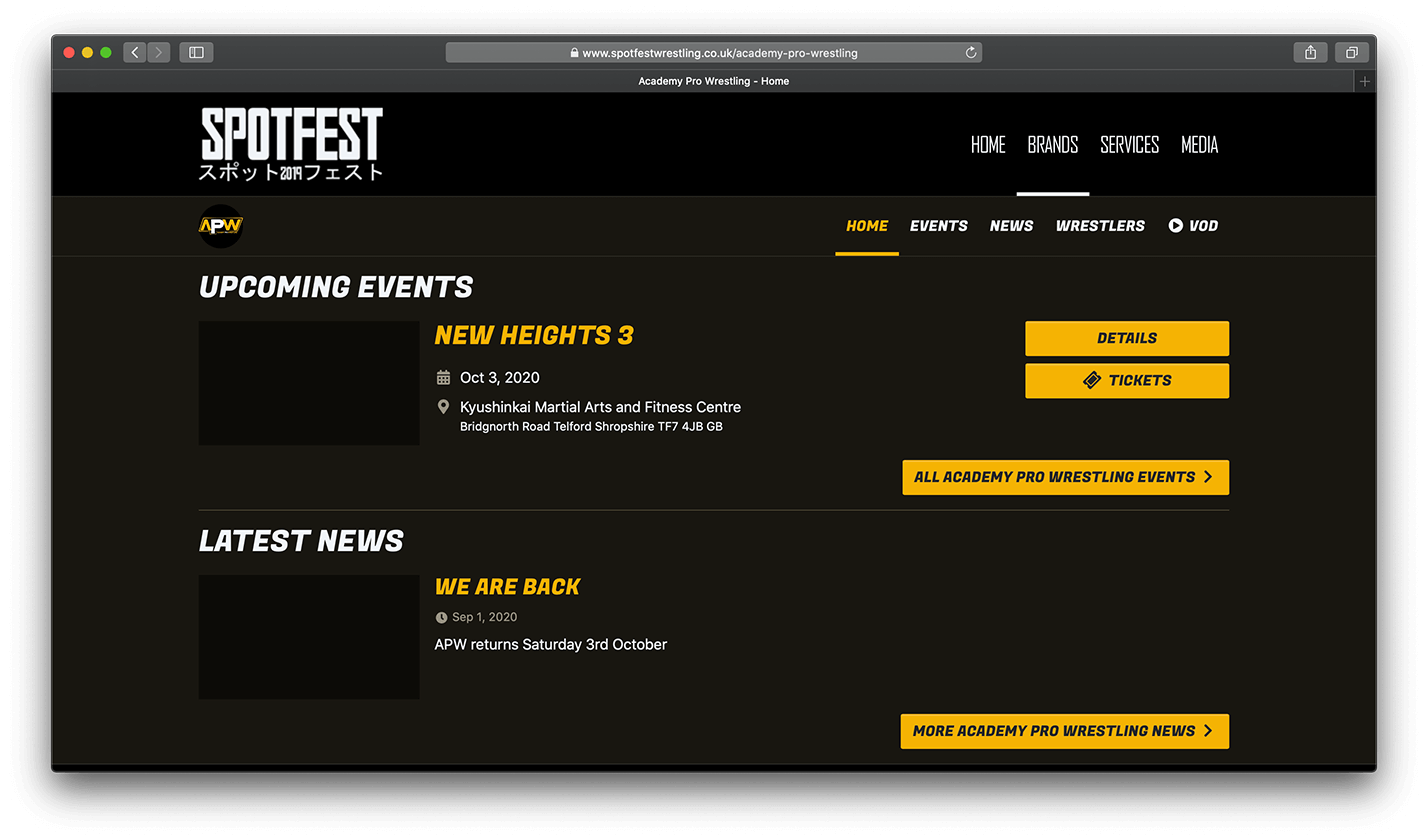 www.spotfestwrestling.co.uk/academy-pro-wrestling
Academy Pro Wrestling - Home
SPOTFEST
スポット2019フェスト
HOME BRANDS SERVICES MEDIA
APW
HOME EVENTS NEWS WRESTLERS VOD
UPCOMING EVENTS
NEW HEIGHTS 3
DETAILS
Oct 3, 2020
TICKETS
Kyushinkai Martial Arts and Fitness Centre
Bridgnorth Road Telford Shropshire TF7 4JB GB
ALL ACADEMY PRO WRESTLING EVENTS
LATEST NEWS
WE ARE BACK
Sep 1, 2020
APW returns Saturday 3rd October
MORE ACADEMY PRO WRESTLING NEWS